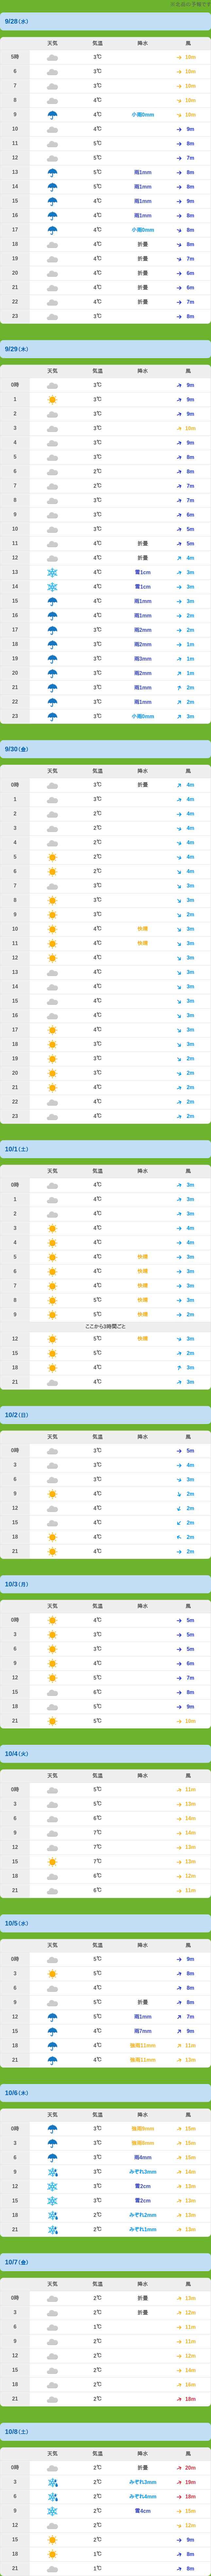 の予報です
9/28(水)
天気 気温 降水 風
5時 3℃ 10m
6 3℃ 10m
7 3℃ 10m
8 4℃ 10m
9 4℃ 小雨0mm 10m
10 4℃ 9m
11 5℃ 8m
12 5℃ 7m
13 5℃ 雨1mm 8m
14 5℃ 雨1mm 8m
15 4℃ 雨1mm 9m
16 4℃ 雨1mm 8m
17 4℃ 小雨0mm 8m
18 4℃ 折畳 8m
19 4℃ 折畳 7m
20 4℃ 折畳 6m
21 4℃ 折畳 6m
22 4℃ 折畳 7m
23 3℃ 8m
9/29(木)
天気 気温 降水 風
0時 3℃ 9m
1 3℃ 9m
2 3℃ 9m
3 3℃ 10m
4 3℃ 9m
5 3℃ 8m
6 2℃ 8m
7 2℃ 7m
8 3℃ 7m
9 3℃ 6m
10 3℃ 5m
11 4℃ 折畳 5m
12 4℃ 折畳 4m
13 4℃ 雪1cm 3m
14 4℃ 雪1cm 3m
15 4℃ 雨1mm 3m
16 4℃ 雨1mm 2m
17 3℃ 雨2mm 2m
18 3℃ 雨2mm 1m
19 3℃ 雨3mm 1m
20 3℃ 雨2mm 1m
21 3℃ 雨1mm 2m
22 3℃ 雨1mm 2m
23 3℃ 小雨0mm 3m
9/30(金)
天気 気温 降水 風
0時 3℃ 折畳 4m
1 3℃ 4m
2 2℃ 4m
3 2℃ 4m
4 2℃ 4m
5 2℃ 4m
6 2℃ 4m
7 3℃ 3m
8 3℃ 3m
9 3℃ 2m
10 4℃ 快晴 3m
11 4℃ 快晴 3m
12 4℃ 3m
13 4℃ 3m
14 4℃ 3m
15 4℃ 3m
16 4℃ 3m
17 4℃ 3m
18 3℃ 3m
19 3℃ 2m
20 3℃ 2m
21 4℃ 2m
22 4℃ 2m
23 4℃ 2m
10/1(土)
天気 気温 降水 風
0時 4℃ 3m
1 4℃ 3m
2 4℃ 3m
3 4℃ 4m
4 4℃ 4m
5 4℃ 快晴 3m
6 4℃ 快晴 3m
7 4℃ 快晴 3m
8 5℃ 快晴 3m
9 5℃ 快晴 2m
ここから3時間ごと
12 5℃ 快晴 3m
15 5℃ 2m
18 4℃ 3m
21 4℃ 3m
10/2(日)
天気 気温 降水 風
0時 3℃ 5m
3 3℃ 4m
6 3℃ 3m
9 4℃ 2m
12 4℃ 2m
15 4℃ 2m
18 4℃ 2m
21 4℃ 2m
10/3(月)
天気 気温 降水 風
0時 4℃ 5m
3 3℃ 5m
6 3℃ 5m
9 4℃ 6m
12 5℃ 7m
15 6℃ 8m
18 5℃ 9m
21 5℃ 10m
10/4(火)
天気 気温 降水 風
0時 5℃ 11m
3 5℃ 13m
6 6℃ 14m
9 7℃ 14m
12 7℃ 13m
15 7℃ 13m
18 6℃ 12m
21 6℃ 11m
10/5(水)
天気 気温 降水 風
0時 5℃ 9m
3 5℃ 8m
6 4℃ 8m
9 5℃ 折畳 8m
12 5℃ 雨1mm 7m
15 4℃ 雨7mm 9m
18 4℃ 強雨11mm 11m
21 4℃ 強雨11mm 13m
10/6(木)
天気 気温 降水 風
0時 3℃ 強雨9mm 15m
3 3℃ 強雨8mm 15m
6 3℃ 雨4mm 15m
9 3℃ みぞれ3mm 14m
12 3℃ 雪2cm 13m
15 3℃ 雪2cm 13m
18 2℃ みぞれ2mm 13m
21 2℃ みぞれ1mm 13m
10/7(金)
天気 気温 降水 風
0時 2℃ 折畳 13m
3 2℃ 折畳 12m
6 1℃ 11m
9 2℃ 11m
12 2℃ 12m
15 2℃ 14m
18 2℃ 16m
21 2℃ 18m
10/8(土)
天気 気温 降水 風
0時 2℃ 折畳 20m
3 2℃ みぞれ3mm 19m
6 2℃ みぞれ4mm 18m
9 2℃ 雪4cm 15m
12 2℃ 12m
15 2℃ 9m
18 1℃ 8m
21 1℃ 8m